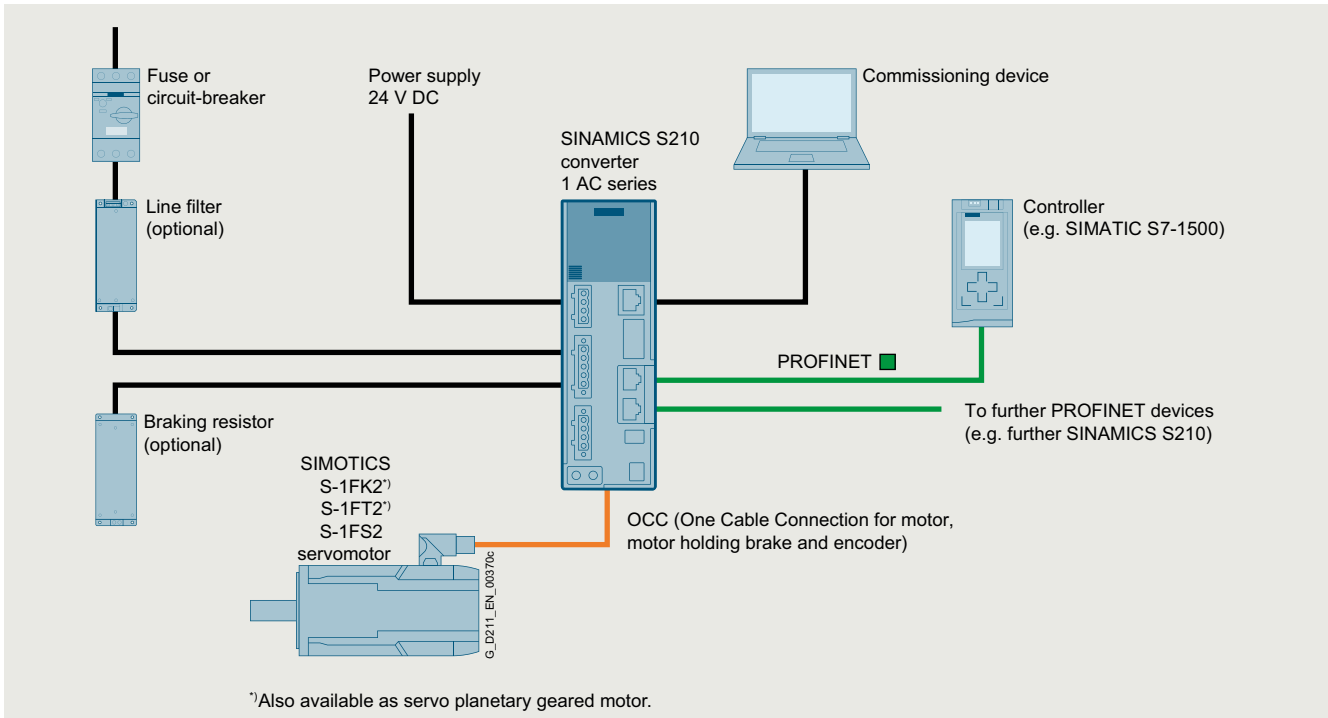 Fuse or
circuit-breaker
Power supply
24 V DC
Commissioning device
SINAMICS S210
converter
1 AC series
Line filter
(optional)
Controller
(e.g. SIMATIC S7-1500)
PROFINET
To further PROFINET devices
(e.g. further SINAMICS S210)
Braking resistor
(optional)
SIMOTICS
S-1FK2*)
S-1FT2*)
S-1FS2
servomotor
OCC (One Cable Connection for motor,
motor holding brake and encoder)
G_D211_EN_00370c
*)Also available as servo planetary geared motor.